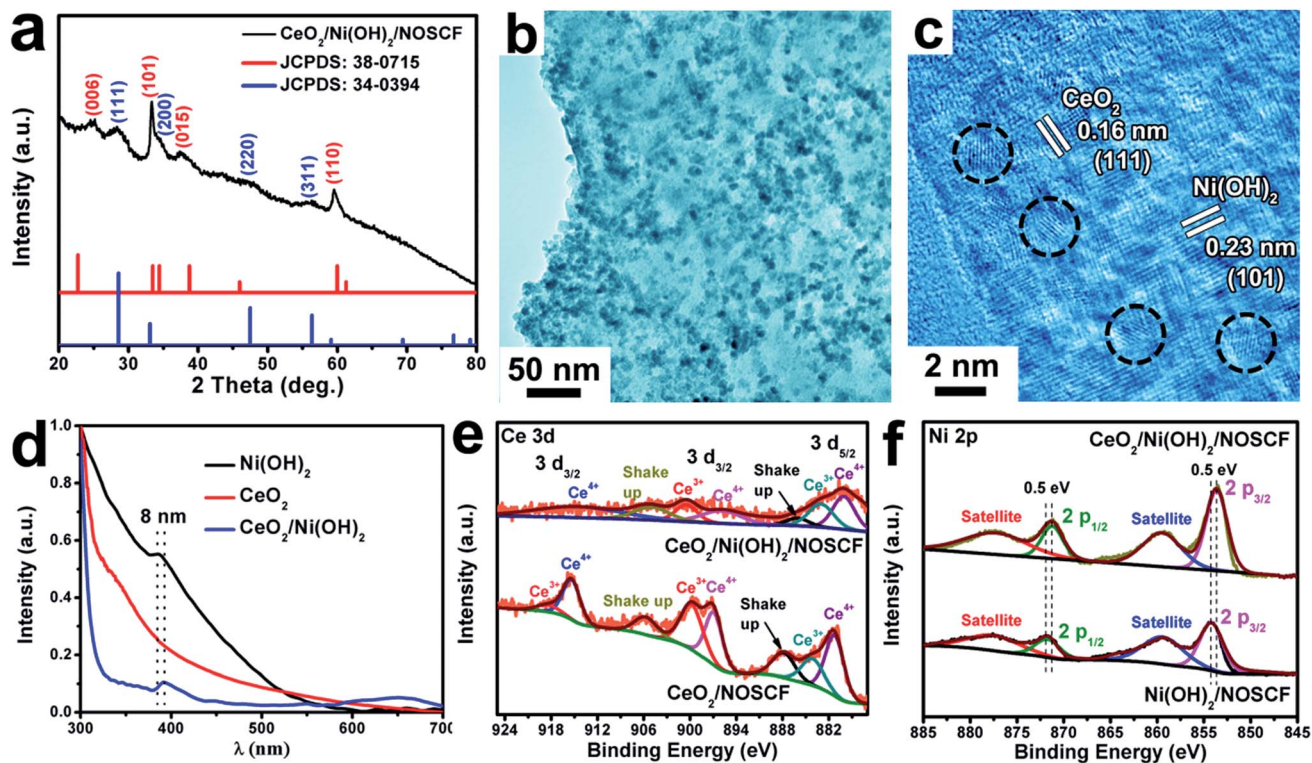 a
CeO₂/Ni(OH)₂/NOSCF
JCPDS: 38-0715
JCPDS: 34-0394
(006)
(111)
(101)
(200)
(015)
(220)
(311)
(110)
Intensity (a.u.)
20 30 40 50 60 70 80
2 Theta (deg.)
b
50 nm
c
CeO₂
0.16 nm
(111)
Ni(OH)₂
0.23 nm
(101)
2 nm
d
1.0
0.8
0.6
0.4
0.2
0.0
Intensity (a.u.)
8 nm
Ni(OH)₂
CeO₂
CeO₂/Ni(OH)₂
300 400 500 600 700
λ (nm)
e
Ce 3d
3 d₃/₂
Ce⁴⁺
Shake
up
3 d₃/₂
Ce³⁺
Ce⁴⁺
Shake
up
3 d₅/₂
Ce³⁺
Ce⁴⁺
CeO₂/Ni(OH)₂/NOSCF
Ce³⁺
Ce⁴⁺
Shake up
Ce³⁺
Ce⁴⁺
Shake
up
Ce³⁺
Ce⁴⁺
CeO₂/NOSCF
Intensity (a.u.)
924 918 912 906 900 894 888 882
Binding Energy (eV)
f
Ni 2p
CeO₂/Ni(OH)₂/NOSCF
0.5 eV
0.5 eV
Satellite
2 p₁/₂
Satellite
2 p₃/₂
Satellite
2 p₁/₂
Satellite
2 p₃/₂
Ni(OH)₂/NOSCF
Intensity (a.u.)
885 880 875 870 865 860 855 850 845
Binding Energy (eV)